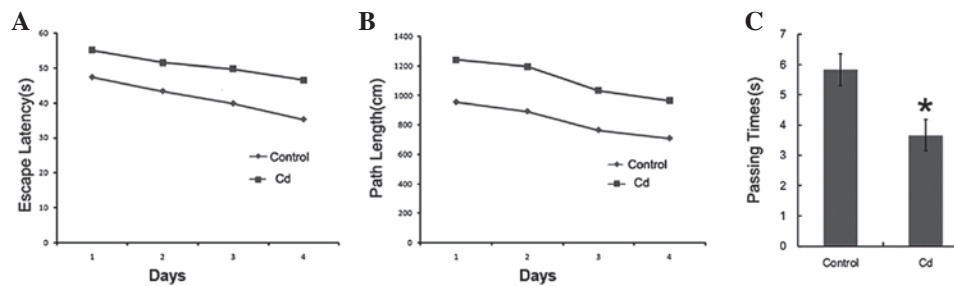 A
Escape Latency(s)
60
50
40
30
20
10
0
1 2 3 4
Days
Control
Cd
B
Path Length(cm)
1400
1200
1000
800
600
400
200
0
1 2 3 4
Days
Control
Cd
C
Passing Times(s)
7
6
5
4
3
2
1
0
*
Control Cd